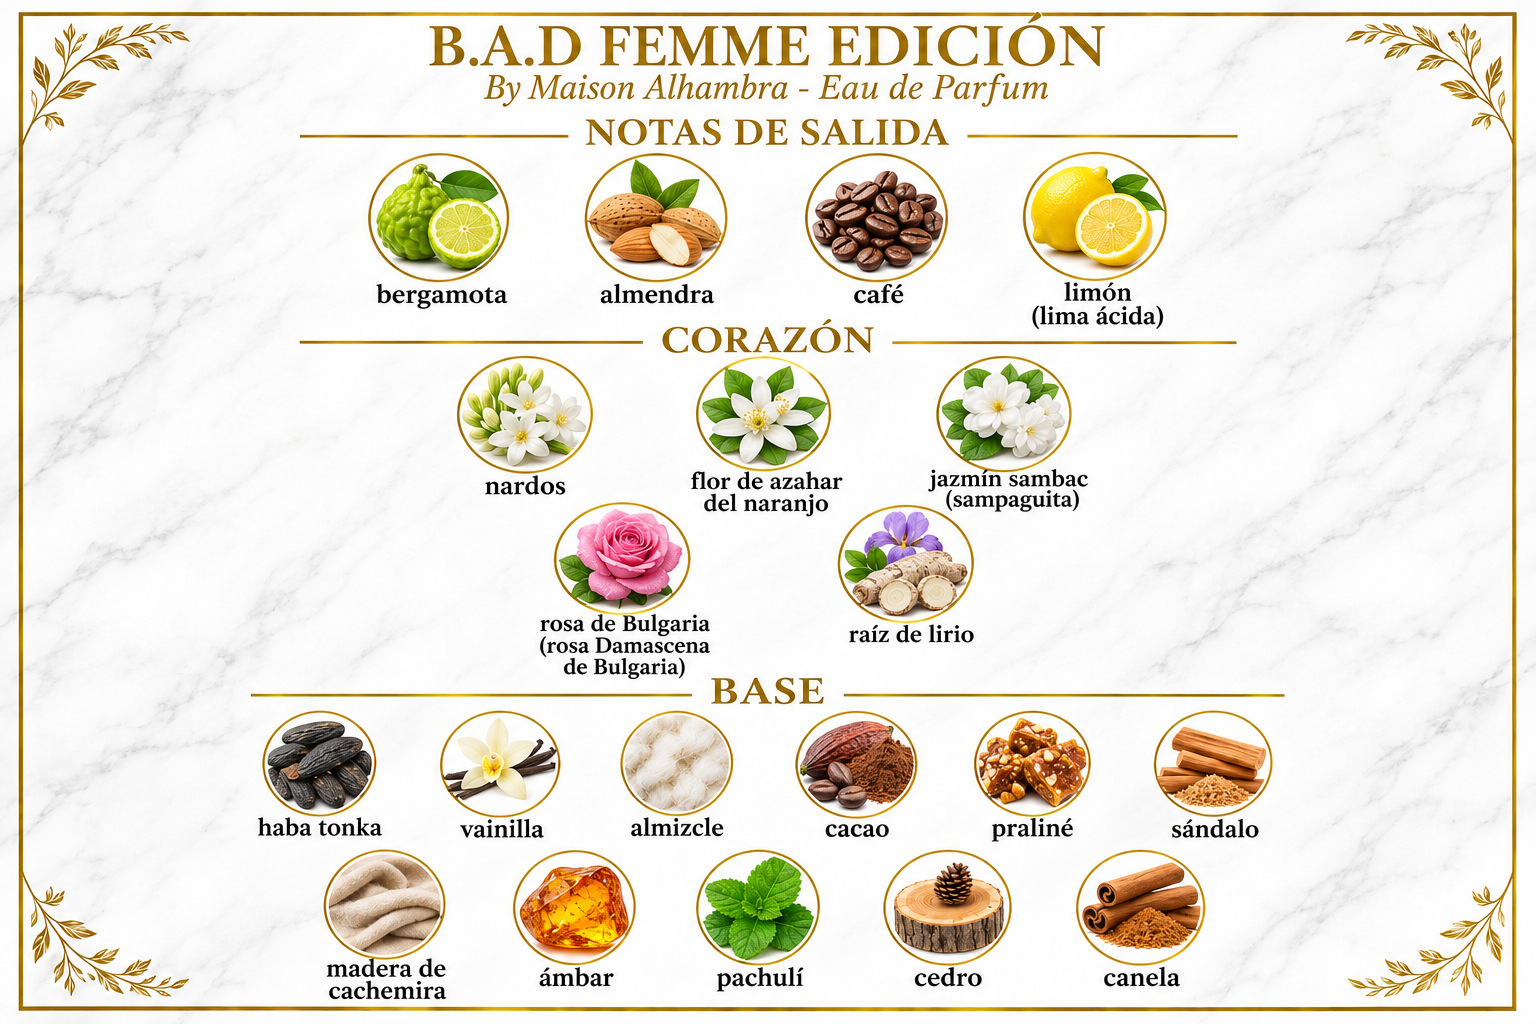 B.A.D FEMME EDICIÓN
By Maison Alhambra - Eau de Parfum
NOTAS DE SALIDA
bergamota
almendra
café
limón
(lima ácida)
CORAZÓN
nardos
flor de azahar
del naranjo
jazmín sambac
(sampaguita)
rosa de Bulgaria
(rosa Damascena
de Bulgaria)
raíz de lirio
BASE
haba tonka
vainilla
almizcle
cacao
praliné
sándalo
madera de
cachemira
ámbar
pachulí
cedro
canela